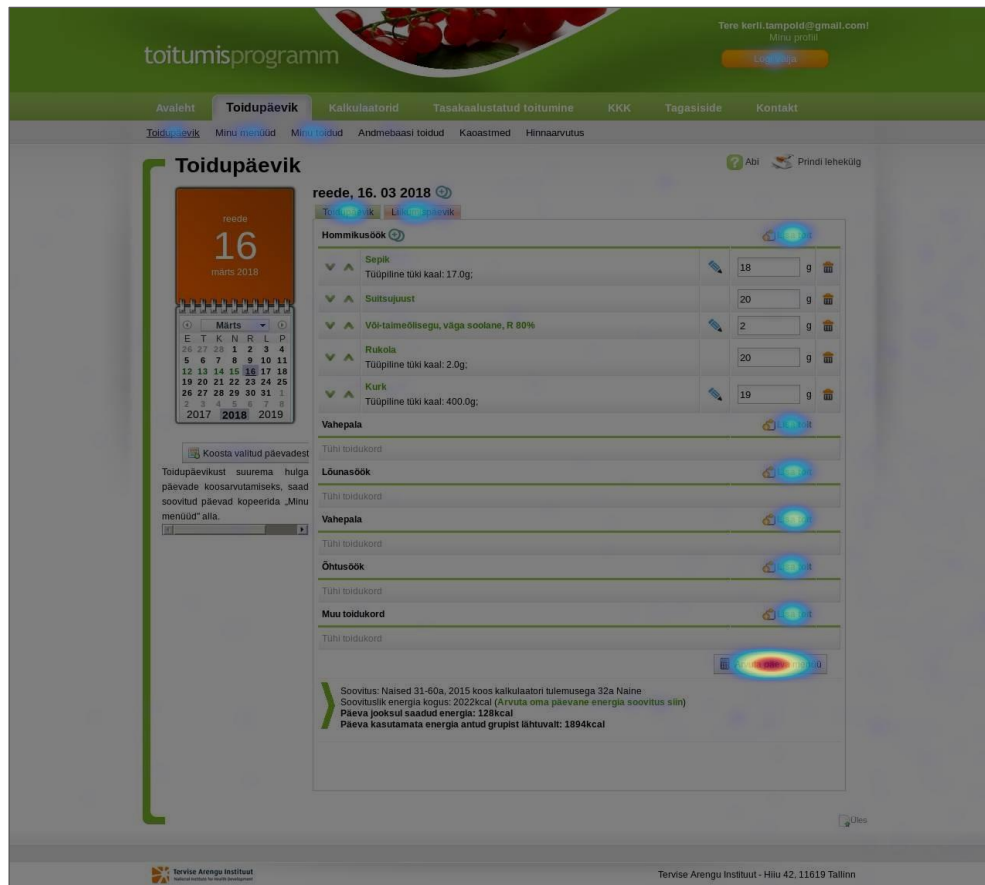 Tere kerli.tampold@gmail.com!
Minu profiil
toitumisprogramm
Avaleht Toidupäevik Kalkulaatorid Tasakaalustatud toitumine KKK Tagasiside Kontakt
Toidupäevik Minu menüüd Minu toidud Andmebaasi toidud Kaoastmed Hinnaarvutus
Toidupäevik
Abi Prindi lehekülg
reede, 16. 03 2018
reede
16
märts 2018
Hommikusöök
Sepik
Tüüpiline tüki kaal: 17.0g;
18 g
Suitsujuust
20 g
Või-taimeõlisegu, väga soolane, R 80%
2 g
Rukola
Tüüpiline tüki kaal: 2.0g;
20 g
Kurk
Tüüpiline tüki kaal: 400.0g;
19 g
Vahepala
Tühi toidukord
Lõunasöök
Tühi toidukord
Vahepala
Tühi toidukord
Õhtusöök
Tühi toidukord
Muu toidukord
Tühi toidukord
Märts
E T K N R L P
26 27 28 1 2 3 4
5 6 7 8 9 10 11
12 13 14 15 16 17 18
19 20 21 22 23 24 25
26 27 28 29 30 31 1
2 3 4 5 6 7 8
2017 2018 2019
Koosta valitud päevadest
Toidupäevikust suurema hulga
päevade koosarvutamiseks, saad
soovitud päevad kopeerida „Minu
menüüd" alla.
Soovitus: Naised 31-60a, 2015 koos kalkulaatori tulemusega 32a Naine
Soovituslik energia kogus: 2022kcal (Arvuta oma päevane energia soovitus siin)
Päeva jooksul saadud energia: 128kcal
Päeva kasutamata energia antud grupist lähtuvalt: 1894kcal
Üles
Tervise Arengu Instituut
National Institute for Health Development
Tervise Arengu Instituut - Hiiu 42, 11619 Tallinn